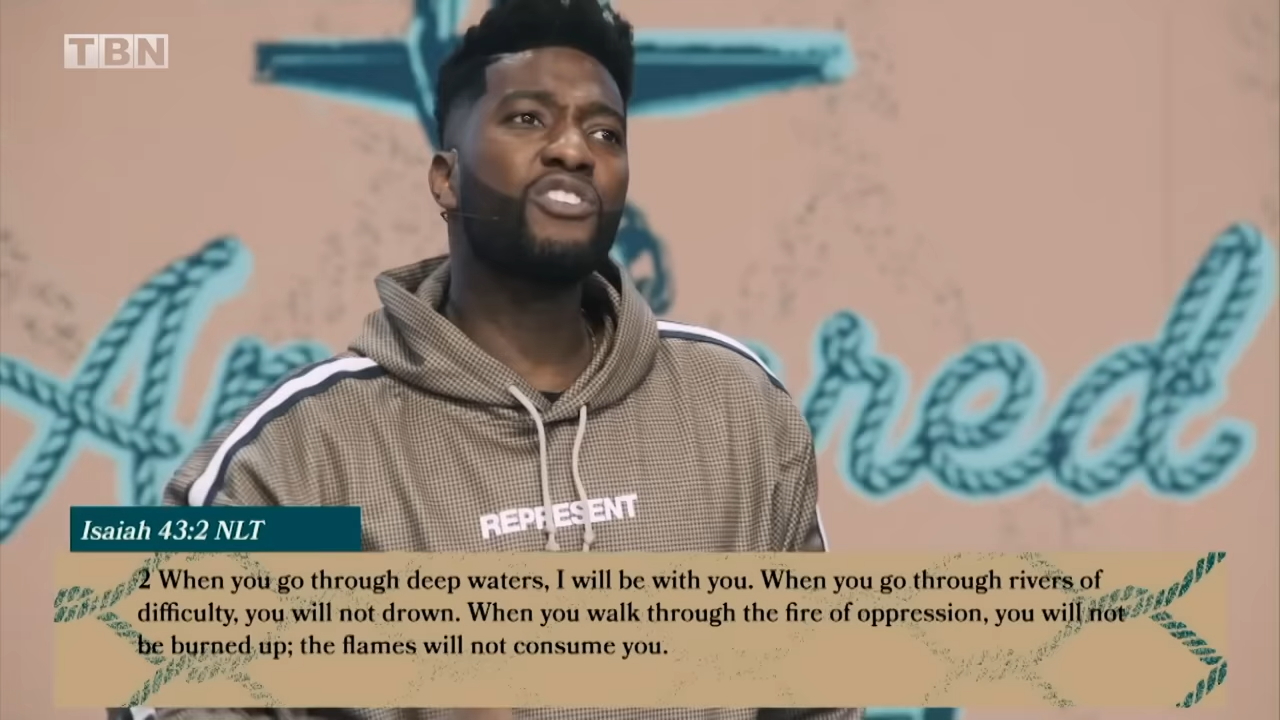 TBN
Anchored
REPRESENT
Isaiah 43:2 NLT
2 When you go through deep waters, I will be with you. When you go through rivers of
difficulty, you will not drown. When you walk through the fire of oppression, you will not
be burned up; the flames will not consume you.